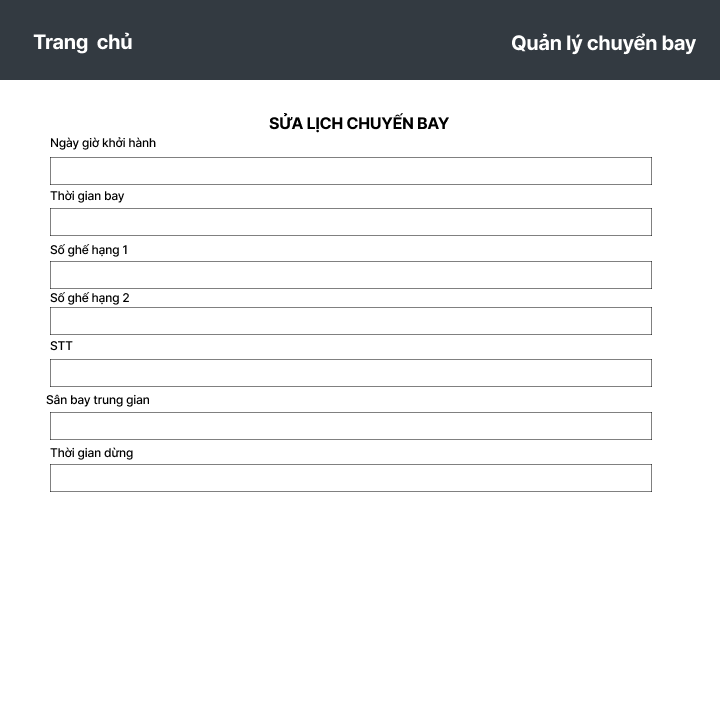 Trang chủ
Quản lý chuyển bay
SỬA LỊCH CHUYẾN BAY
Ngày giờ khởi hành
Thời gian bay
Số ghế hạng 1
Số ghế hạng 2
STT
Sân bay trung gian
Thời gian dừng